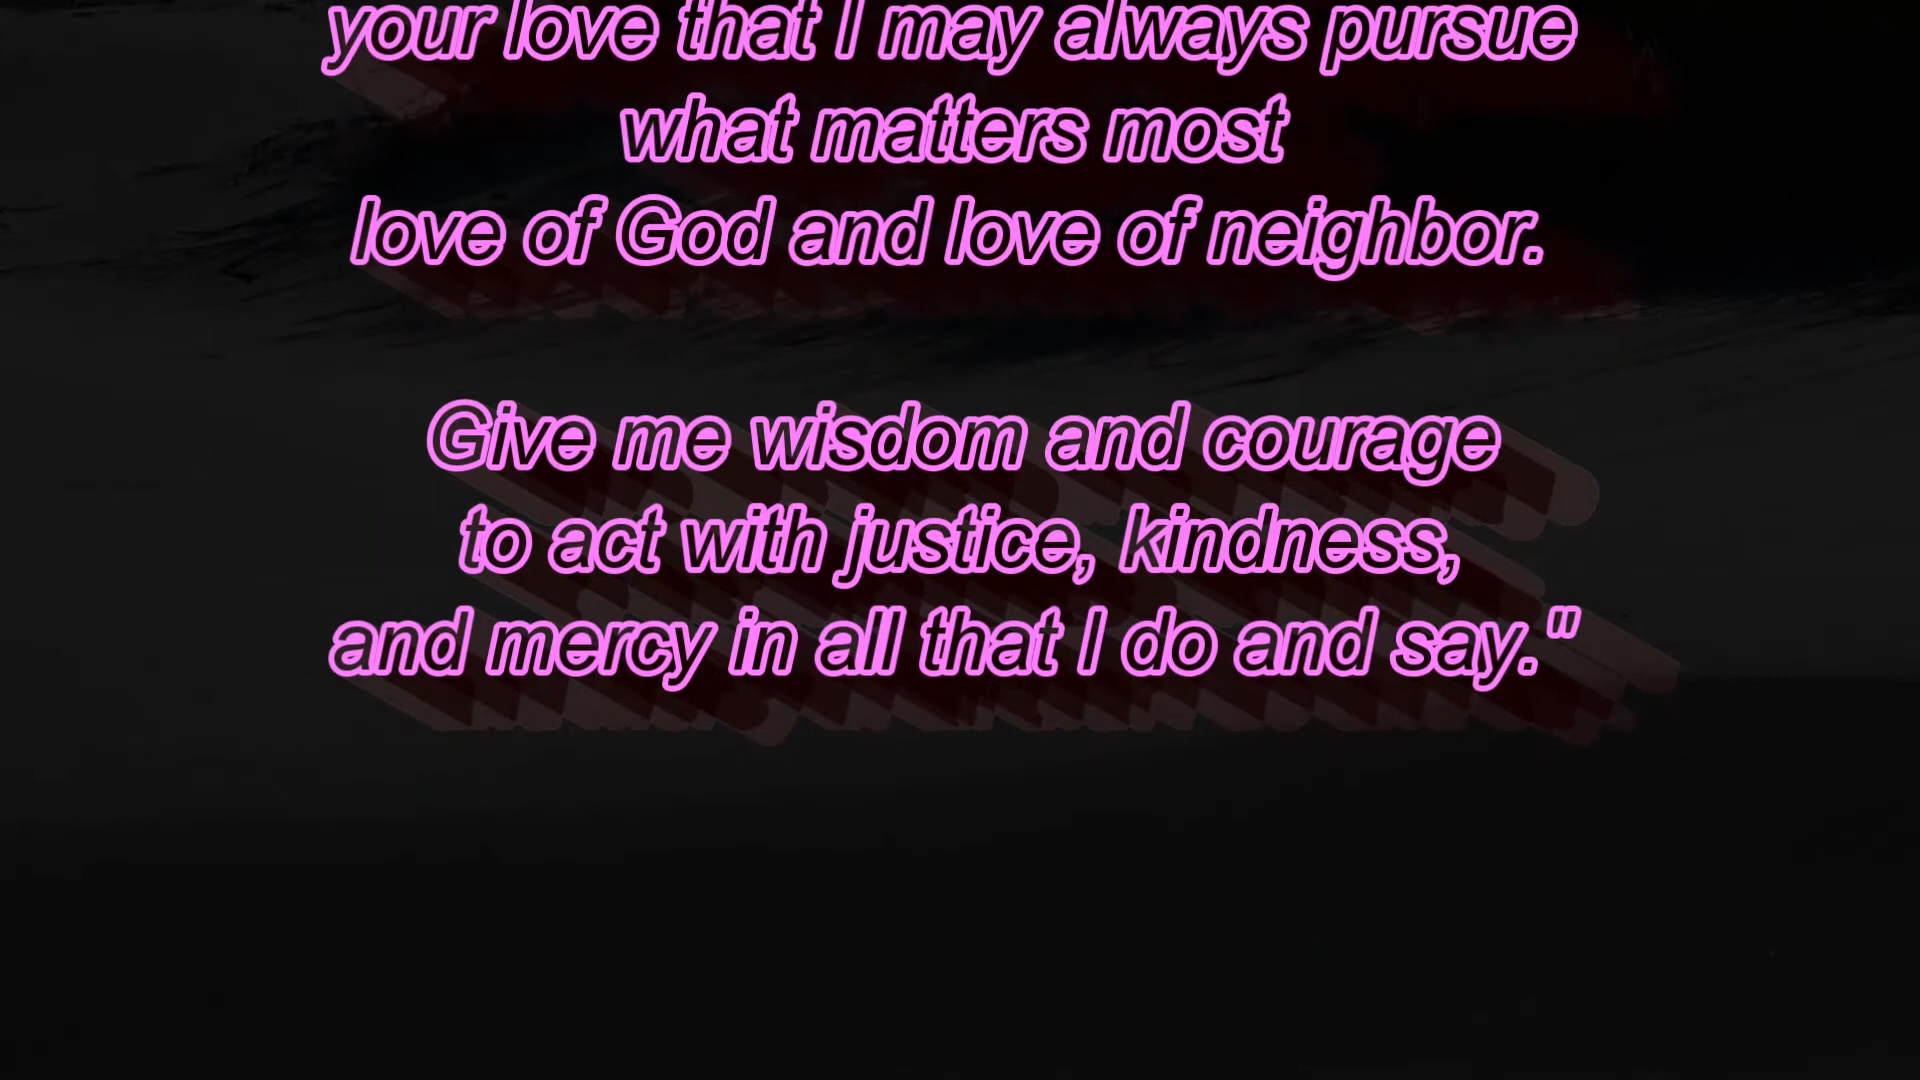 your love that I may always pursue
what matters most
love of God and love of neighbor.
Give me wisdom and courage
to act with justice, kindness,
and mercy in all that I do and say."